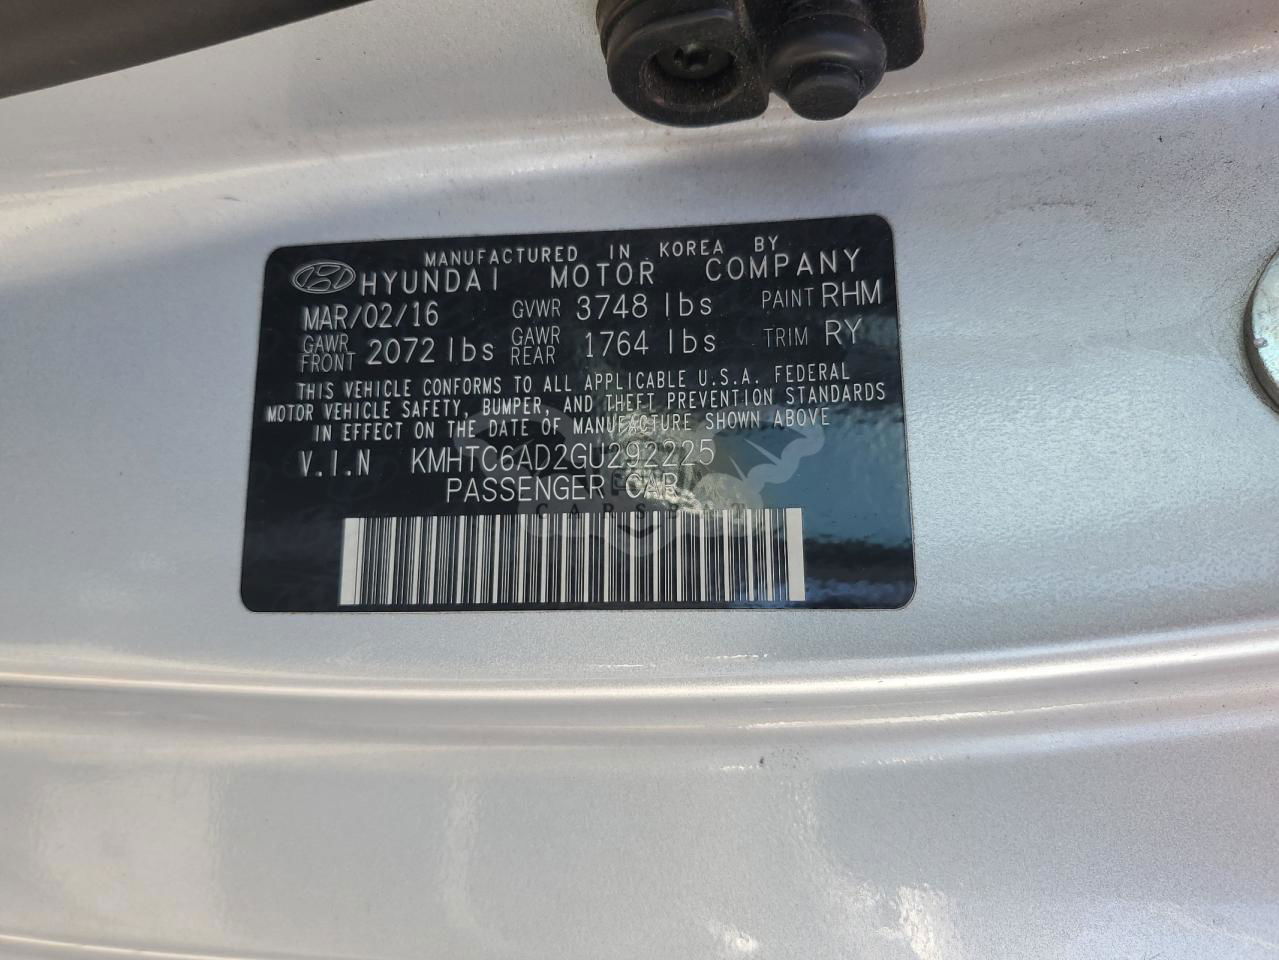 MANUFACTURED IN KOREA BY
HYUNDAI MOTOR COMPANY
MAR/02/16 GVWR 3748 lbs PAINT RHM
GAWR FRONT 2072 lbs GAWR REAR 1764 lbs TRIM RY
THIS VEHICLE CONFORMS TO ALL APPLICABLE U.S.A. FEDERAL
MOTOR VEHICLE SAFETY, BUMPER, AND THEFT PREVENTION STANDARDS
IN EFFECT ON THE DATE OF MANUFACTURE SHOWN ABOVE
V.I.N KMHTC6AD2GU292225
PASSENGER CAR